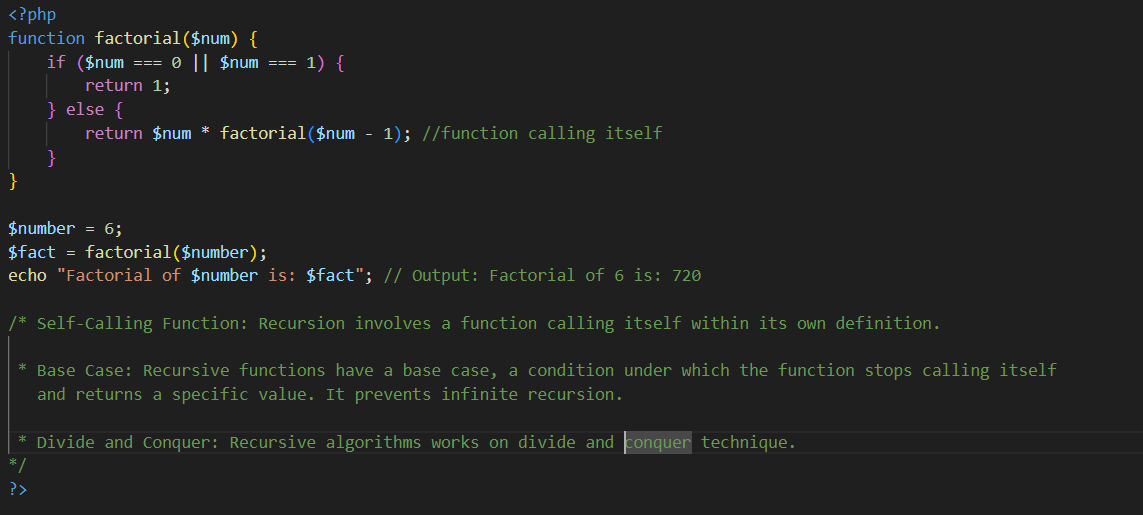 <?php
function factorial($num) {
    if ($num === 0 || $num === 1) {
        return 1;
    } else {
        return $num * factorial($num - 1); //function calling itself
    }
}
$number = 6;
$fact = factorial($number);
echo "Factorial of $number is: $fact"; // Output: Factorial of 6 is: 720
/* Self-Calling Function: Recursion involves a function calling itself within its own definition.
 * Base Case: Recursive functions have a base case, a condition under which the function stops calling itself
   and returns a specific value. It prevents infinite recursion.
 * Divide and Conquer: Recursive algorithms works on divide and conquer technique.
*/
?>